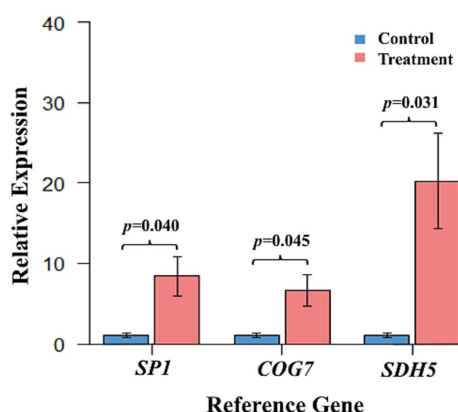 40
Control
Treatment
30
p=0.031
20
p=0.040
p=0.045
10
0
Relative Expression
SP1 COG7 SDH5
Reference Gene